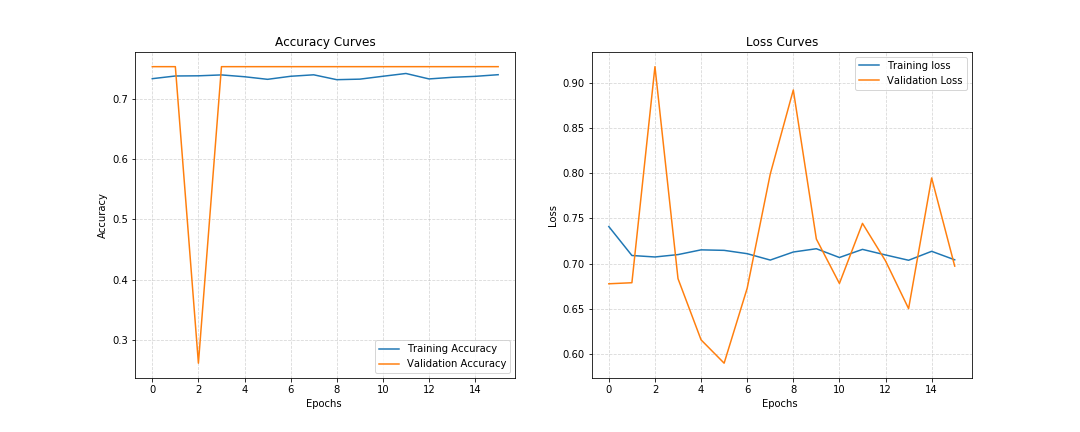 Accuracy Curves
0.7
0.6
0.5
0.4
0.3
Accuracy
0 2 4 6 8 10 12 14
Epochs
Training Accuracy
Validation Accuracy
Loss Curves
0.90
0.85
0.80
0.75
0.70
0.65
0.60
Loss
0 2 4 6 8 10 12 14
Epochs
Training loss
Validation Loss